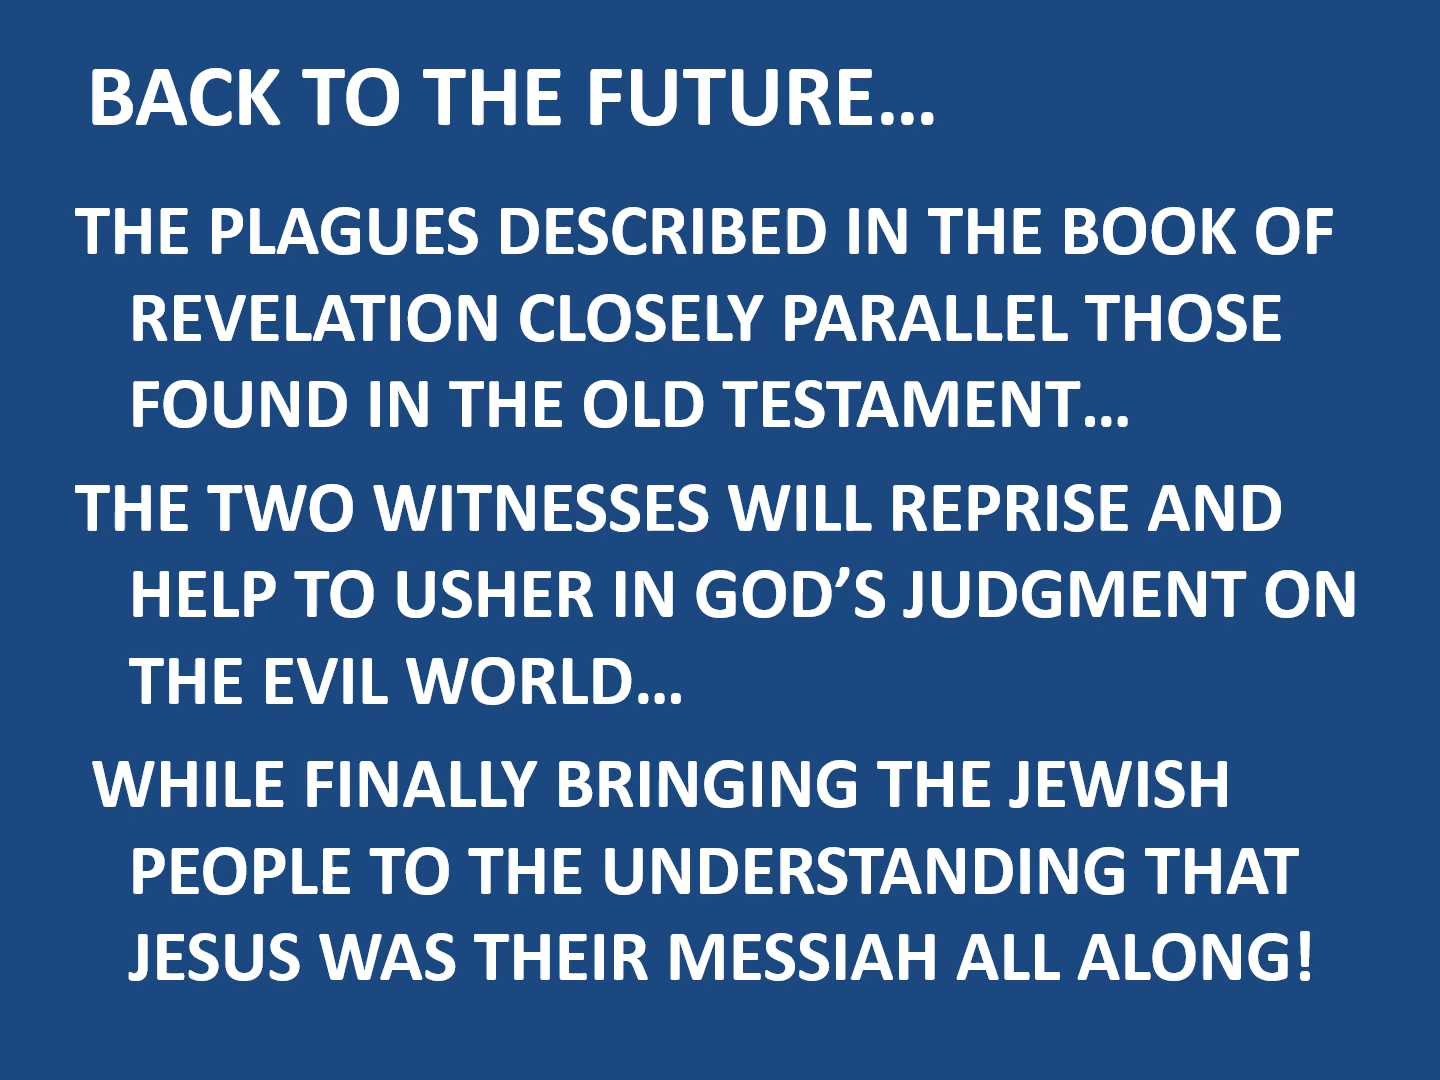 BACK TO THE FUTURE…
THE PLAGUES DESCRIBED IN THE BOOK OF
REVELATION CLOSELY PARALLEL THOSE
FOUND IN THE OLD TESTAMENT…
THE TWO WITNESSES WILL REPRISE AND
HELP TO USHER IN GOD’S JUDGMENT ON
THE EVIL WORLD…
WHILE FINALLY BRINGING THE JEWISH
PEOPLE TO THE UNDERSTANDING THAT
JESUS WAS THEIR MESSIAH ALL ALONG!